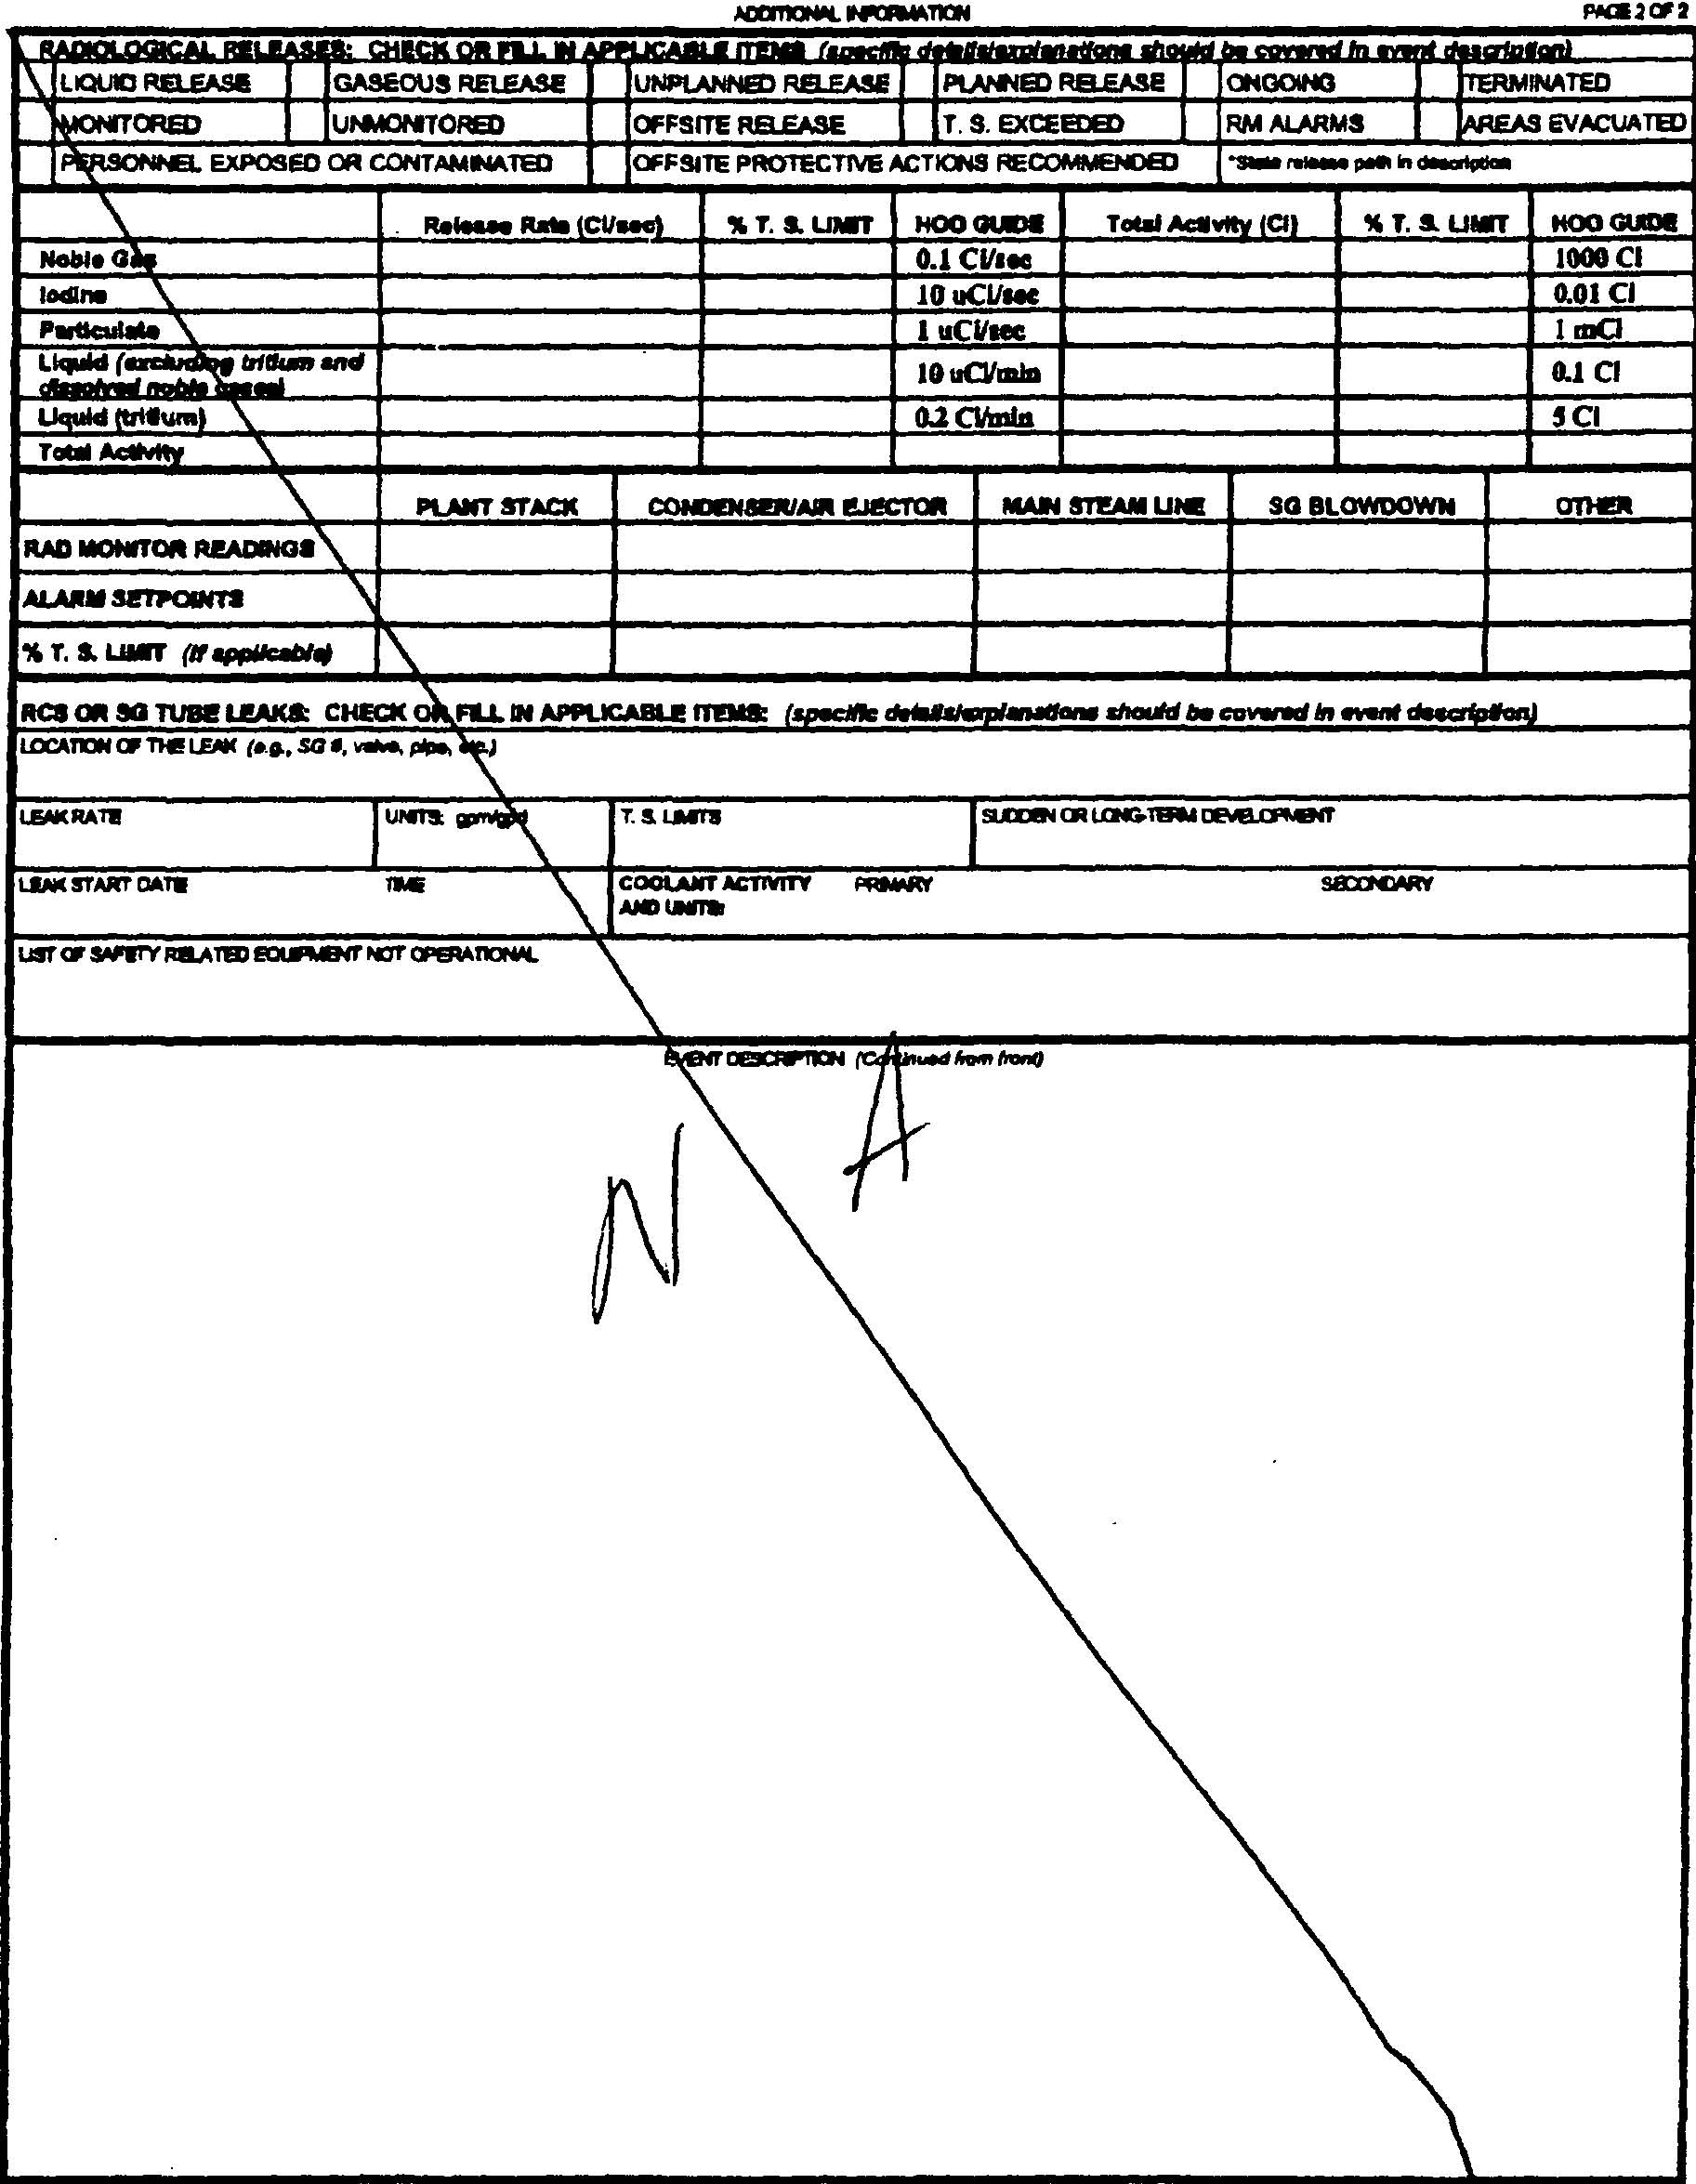 ADDITIONAL INFORMATION PAGE 2 OF 2
RADIOLOGICAL RELEASES: CHECK OR FILL IN APPLICABLE ITEMS (specific details/explanations should be covered in event description)
LIQUID RELEASE GASEOUS RELEASE UNPLANNED RELEASE PLANNED RELEASE ONGOING TERMINATED
MONITORED UNMONITORED OFFSITE RELEASE T. S. EXCEEDED RM ALARMS AREAS EVACUATED
PERSONNEL EXPOSED OR CONTAMINATED OFFSITE PROTECTIVE ACTIONS RECOMMENDED *State release path in description
Release Rate (Ci/sec) % T. S. LIMIT HOO GUIDE Total Activity (Ci) % T. S. LIMIT HOO GUIDE
Noble Gas 0.1 Ci/sec 1000 Ci
Iodine 10 uCi/sec 0.01 Ci
Particulate 1 uCi/sec 1 mCi
Liquid (excluding tritium and
dissolved noble gases) 10 uCi/min 0.1 Ci
Liquid (tritium) 0.2 Ci/min 5 Ci
Total Activity
PLANT STACK CONDENSER/AIR EJECTOR MAIN STEAM LINE SG BLOWDOWN OTHER
RAD MONITOR READINGS
ALARM SETPOINTS
% T. S. LIMIT (if applicable)
RCS OR SG TUBE LEAKS: CHECK OR FILL IN APPLICABLE ITEMS: (specific details/explanations should be covered in event description)
LOCATION OF THE LEAK (e.g., SG #, valve, pipe, etc.)
LEAK RATE UNITS: gpm/gpd T. S. LIMITS SUDDEN OR LONG-TERM DEVELOPMENT
LEAK START DATE TIME COOLANT ACTIVITY PRIMARY SECONDARY
AND UNITS:
LIST OF SAFETY RELATED EQUIPMENT NOT OPERATIONAL
EVENT DESCRIPTION (Continued from front)
N A